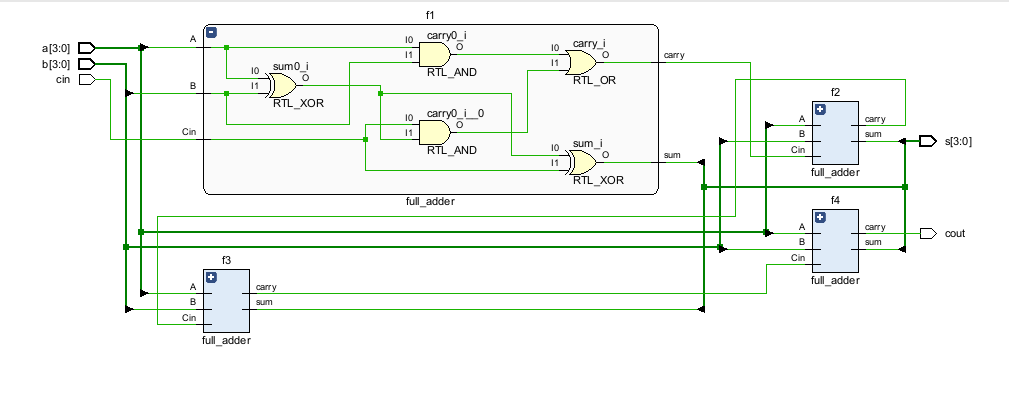 f1
a[3:0]
b[3:0]
cin
A
B
Cin
I0
I1
sum0_i
O
RTL_XOR
I0
I1
carry0_i
O
RTL_AND
I0
I1
carry0_i__0
O
RTL_AND
I0
I1
carry_i
O
RTL_OR
I0
I1
sum_i
O
RTL_XOR
carry
sum
full_adder
f2
A
B
Cin
carry
sum
full_adder
s[3:0]
f4
A
B
Cin
carry
sum
full_adder
cout
f3
A
B
Cin
carry
sum
full_adder